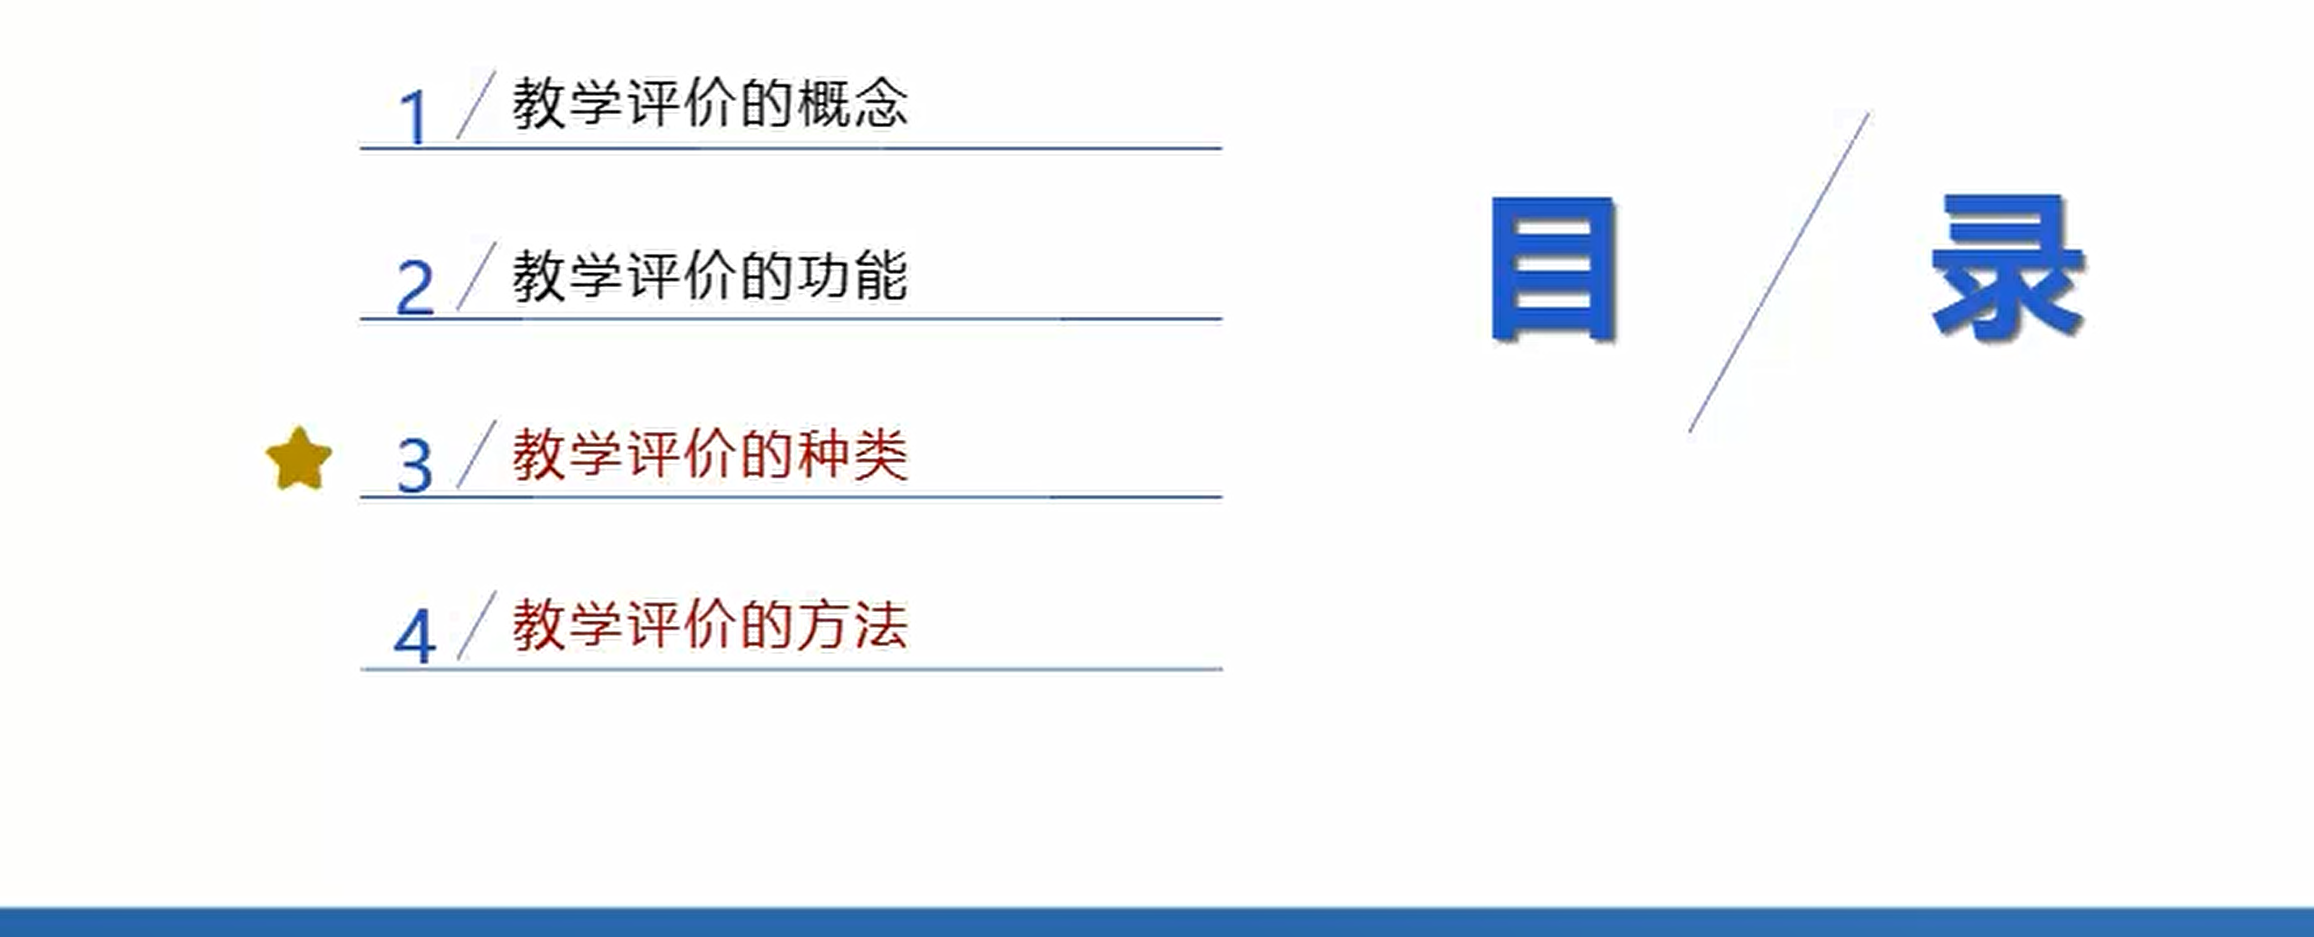 1 / 教学评价的概念
2 / 教学评价的功能
3 / 教学评价的种类
4 / 教学评价的方法
目 / 录